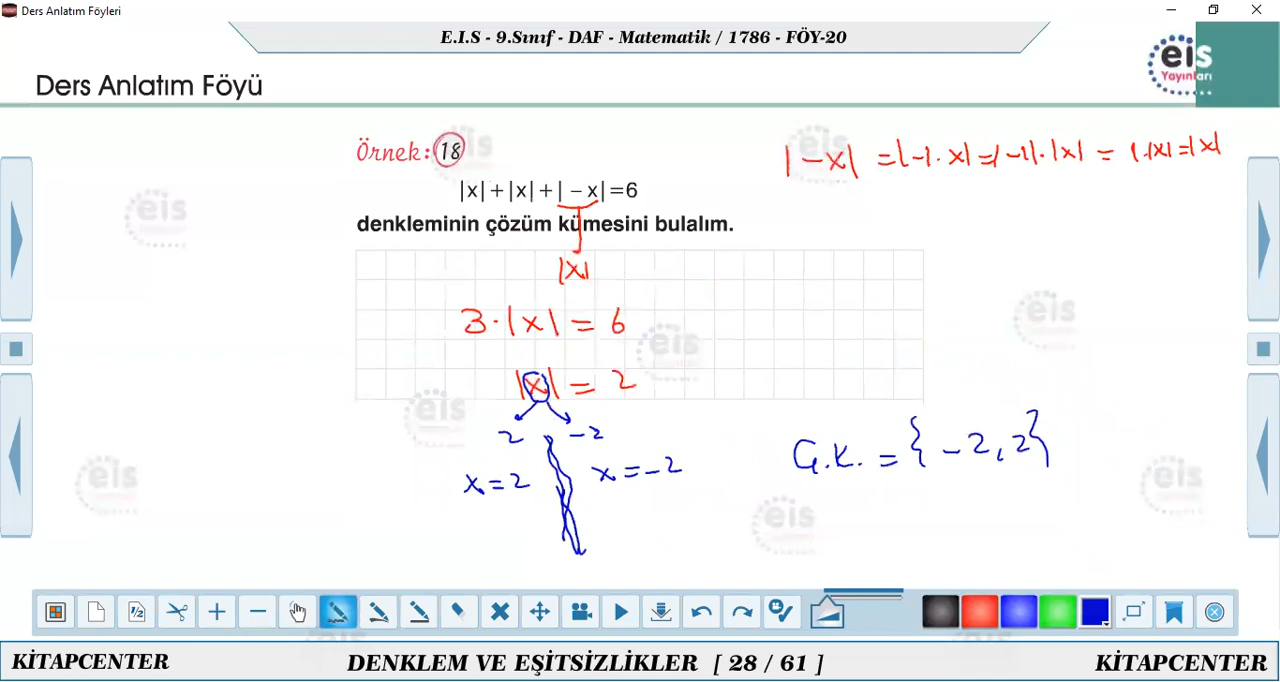 Ders Anlatım Föyleri
E.I.S - 9.Sınıf - DAF - Matematik / 1786 - FÖY-20
Ders Anlatım Föyü
eis
Yayınları
Örnek: 18
|-x| = |-1·x| = |-1|·|x| = 1·|x| = |x|
|x|+|x|+|-x|=6
denkleminin çözüm kümesini bulalım.
|x|
3·|x| = 6
|x| = 2
2 -2
x=2 x=-2
Ç.K. = {-2, 2}
KİTAPCENTER
DENKLEM VE EŞİTSİZLİKLER [ 28 / 61 ]
KİTAPCENTER